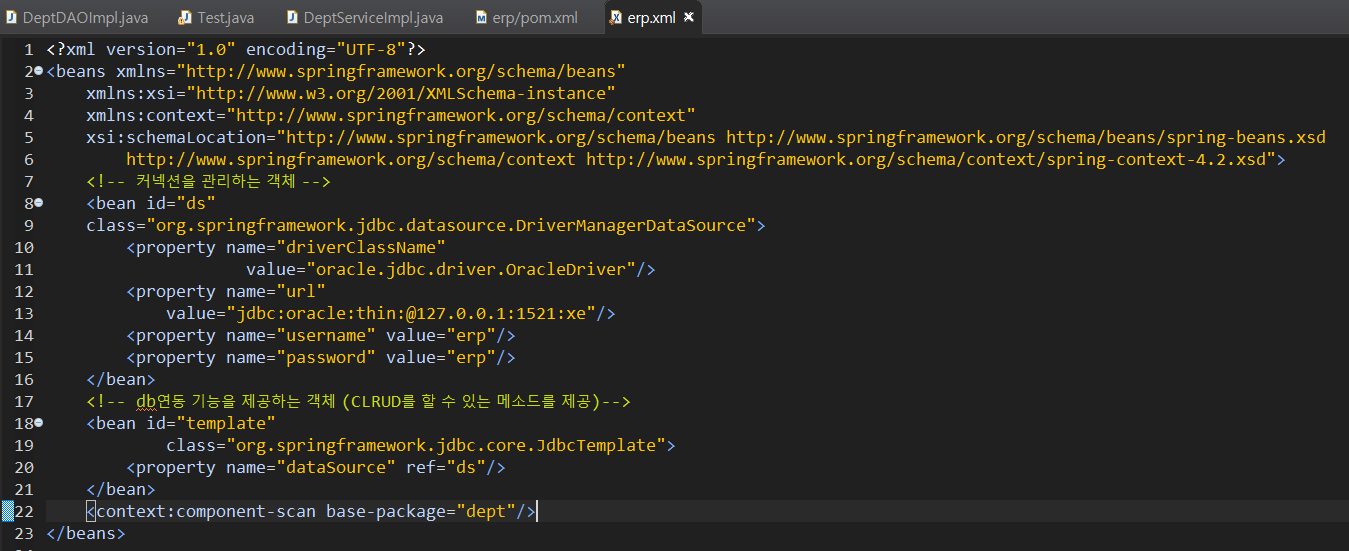 DeptDAOImpl.java Test.java DeptServiceImpl.java erp/pom.xml erp.xml
1 <?xml version="1.0" encoding="UTF-8"?>
2 <beans xmlns="http://www.springframework.org/schema/beans"
3 xmlns:xsi="http://www.w3.org/2001/XMLSchema-instance"
4 xmlns:context="http://www.springframework.org/schema/context"
5 xsi:schemaLocation="http://www.springframework.org/schema/beans http://www.springframework.org/schema/beans/spring-beans.xsd
6 http://www.springframework.org/schema/context http://www.springframework.org/schema/context/spring-context-4.2.xsd">
7 <!-- 커넥션을 관리하는 객체 -->
8 <bean id="ds"
9 class="org.springframework.jdbc.datasource.DriverManagerDataSource">
10 <property name="driverClassName"
11 value="oracle.jdbc.driver.OracleDriver"/>
12 <property name="url"
13 value="jdbc:oracle:thin:@127.0.0.1:1521:xe"/>
14 <property name="username" value="erp"/>
15 <property name="password" value="erp"/>
16 </bean>
17 <!-- db연동 기능을 제공하는 객체 (CLRUD를 할 수 있는 메소드를 제공)-->
18 <bean id="template"
19 class="org.springframework.jdbc.core.JdbcTemplate">
20 <property name="dataSource" ref="ds"/>
21 </bean>
22 <context:component-scan base-package="dept"/>
23 </beans>